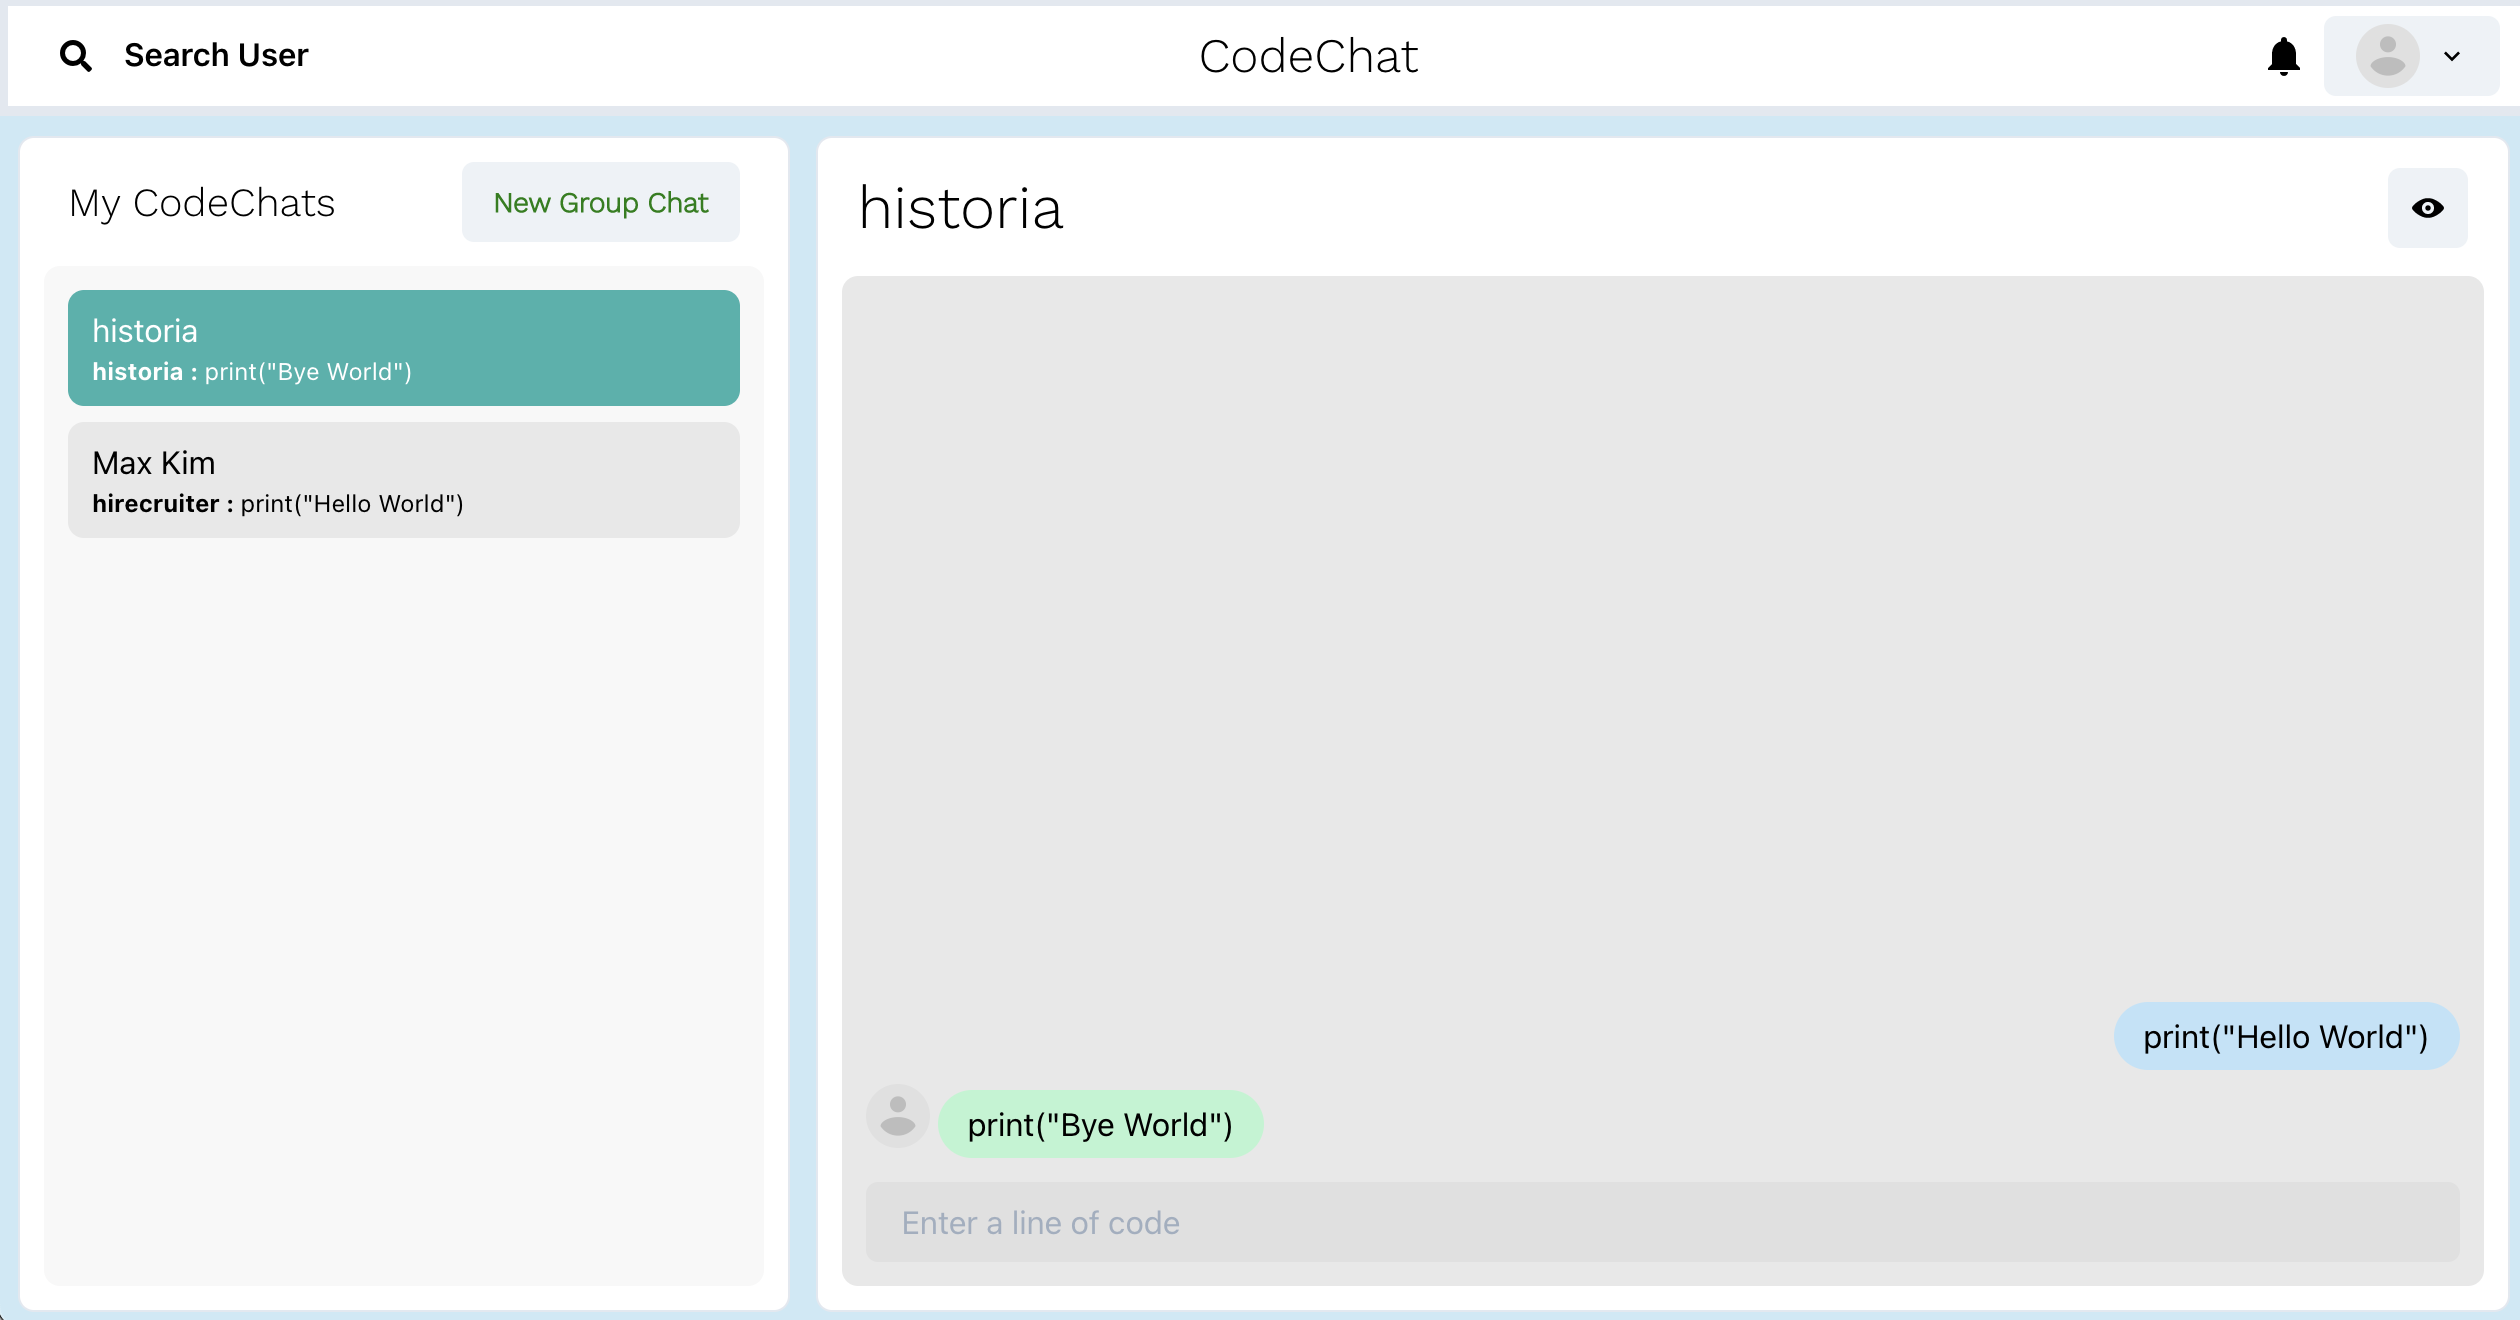 Search User
CodeChat
My CodeChats
New Group Chat
historia
historia : print("Bye World")
Max Kim
hirecruiter : print("Hello World")
historia
print("Hello World")
print("Bye World")
Enter a line of code